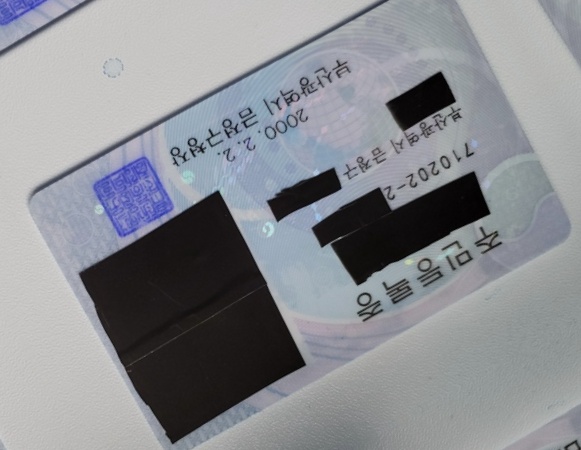 주민등록증
710202-2
부산광역시 금정구
2000. 2. 2.
부산광역시 금정구청장